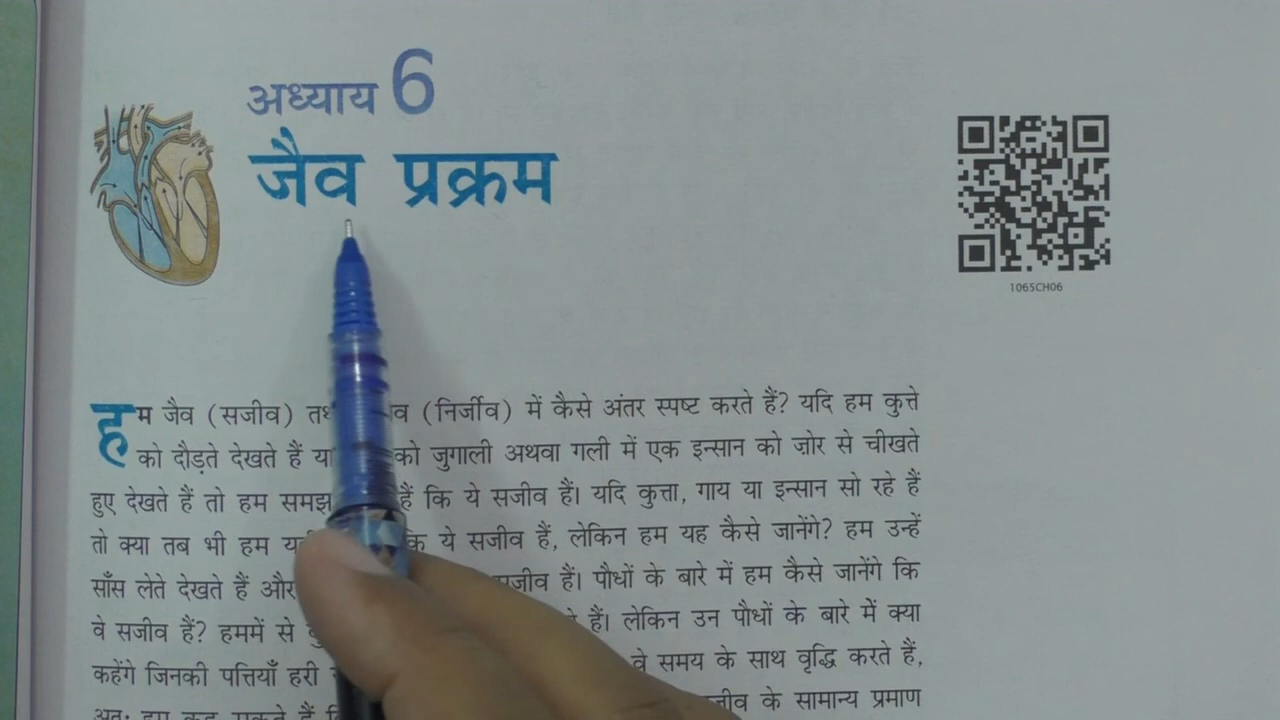 अध्याय 6
जैव प्रक्रम
1065CH06
हम जैव (सजीव) में कैसे अंतर स्पष्ट करते हैं? यदि हम कुत्ते
को दौड़ते देखते हैं या को जुगाली अथवा गली में एक इन्सान को जोर से चीखते
हुए देखते हैं तो हम समझ हैं कि ये सजीव हैं। यदि कुत्ता, गाय या इन्सान सो रहे हैं
तो क्या तब भी हम कि ये सजीव हैं, लेकिन हम यह कैसे जानेंगे? हम उन्हें
साँस लेते देखते हैं और सजीव हैं। पौधों के बारे में हम कैसे जानेंगे कि
वे सजीव हैं? हममें से हैं। लेकिन उन पौधों के बारे में क्या
कहेंगे जिनकी पत्तियाँ हरी वे समय के साथ वृद्धि करते हैं,
के सामान्य प्रमाण